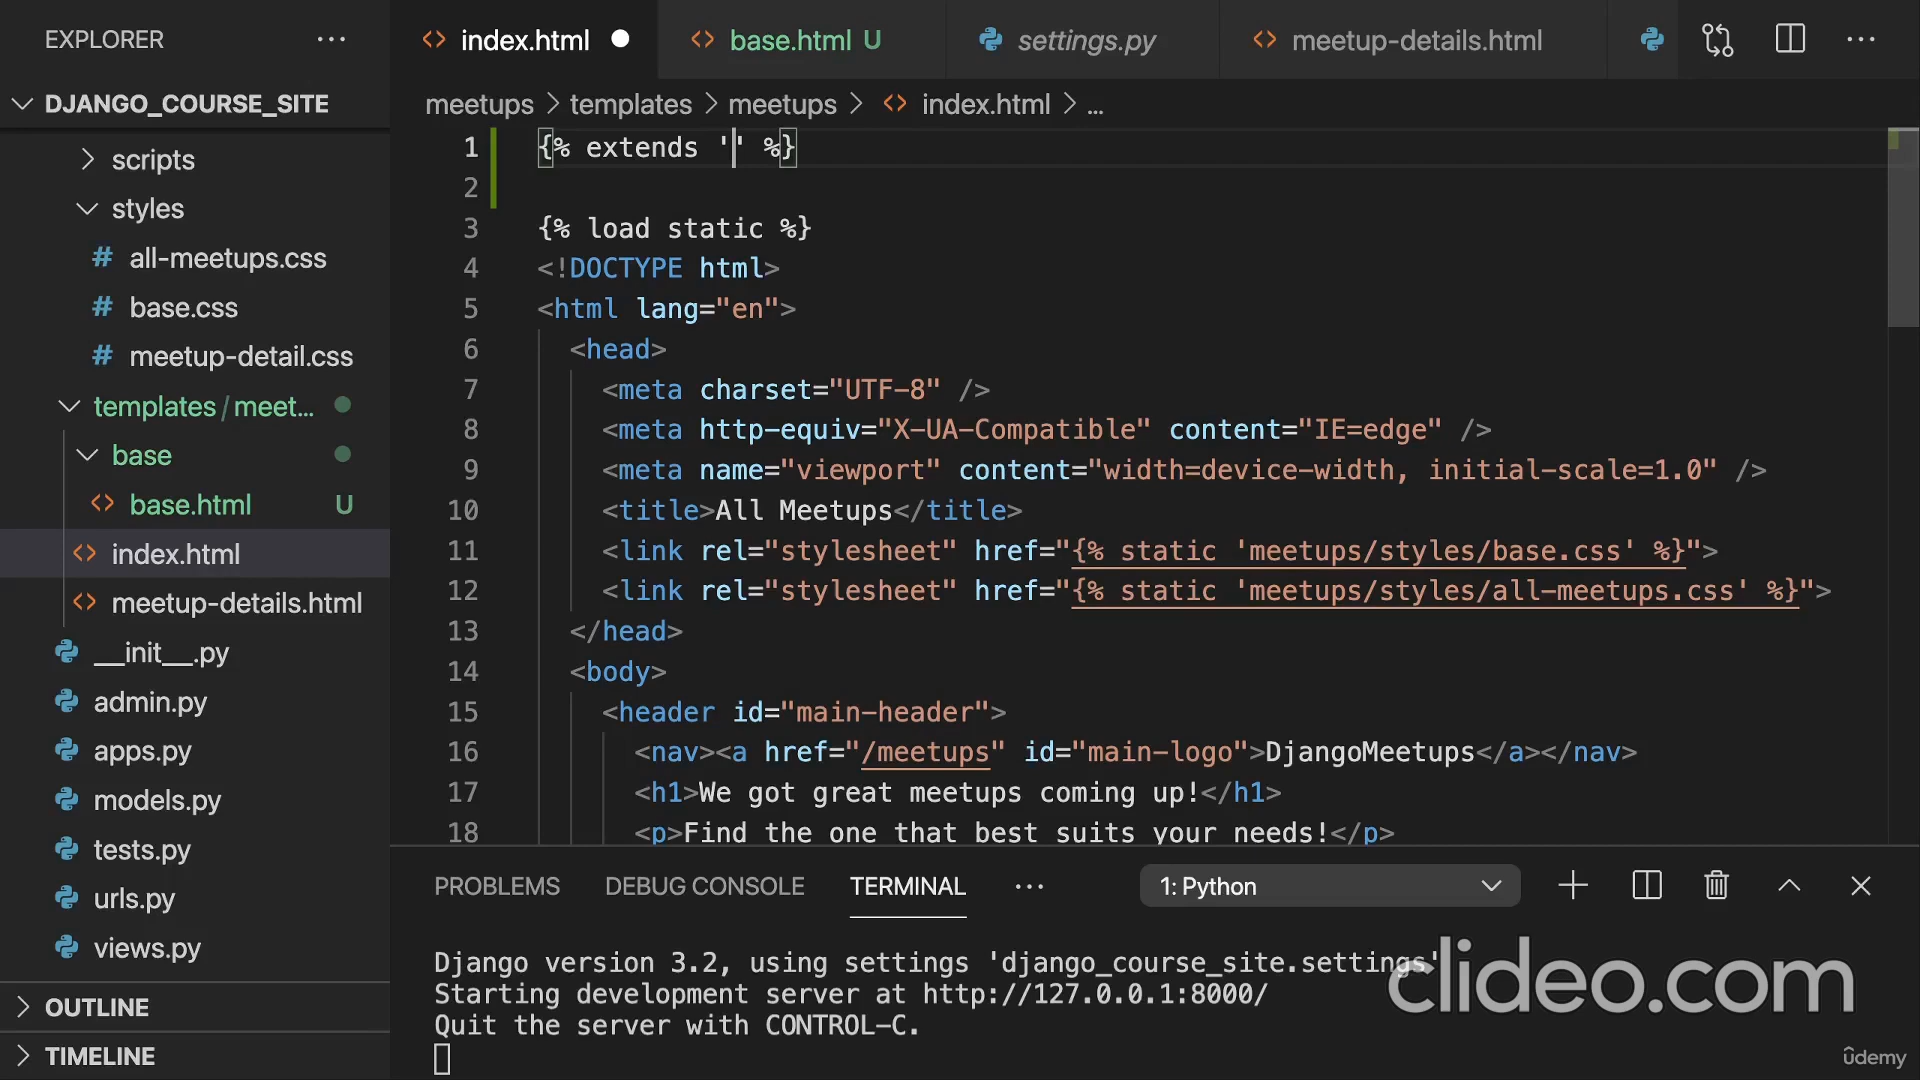 EXPLORER
DJANGO_COURSE_SITE
scripts
styles
# all-meetups.css
# base.css
# meetup-detail.css
templates/meet...
base
<> base.html U
<> index.html
<> meetup-details.html
__init__.py
admin.py
apps.py
models.py
tests.py
urls.py
views.py
OUTLINE
TIMELINE
<> index.html
<> base.html U
settings.py
<> meetup-details.html
meetups > templates > meetups > <> index.html > ...
1 {% extends '' %}
2
3 {% load static %}
4 <!DOCTYPE html>
5 <html lang="en">
6 <head>
7 <meta charset="UTF-8" />
8 <meta http-equiv="X-UA-Compatible" content="IE=edge" />
9 <meta name="viewport" content="width=device-width, initial-scale=1.0" />
10 <title>All Meetups</title>
11 <link rel="stylesheet" href="{% static 'meetups/styles/base.css' %}">
12 <link rel="stylesheet" href="{% static 'meetups/styles/all-meetups.css' %}">
13 </head>
14 <body>
15 <header id="main-header">
16 <nav><a href="/meetups" id="main-logo">DjangoMeetups</a></nav>
17 <h1>We got great meetups coming up!</h1>
18 <p>Find the one that best suits your needs!</p>
PROBLEMS DEBUG CONSOLE TERMINAL ... 1: Python
Django version 3.2, using settings 'django_course_site.settings'
Starting development server at http://127.0.0.1:8000/
Quit the server with CONTROL-C.
clideo.com
ûdemy